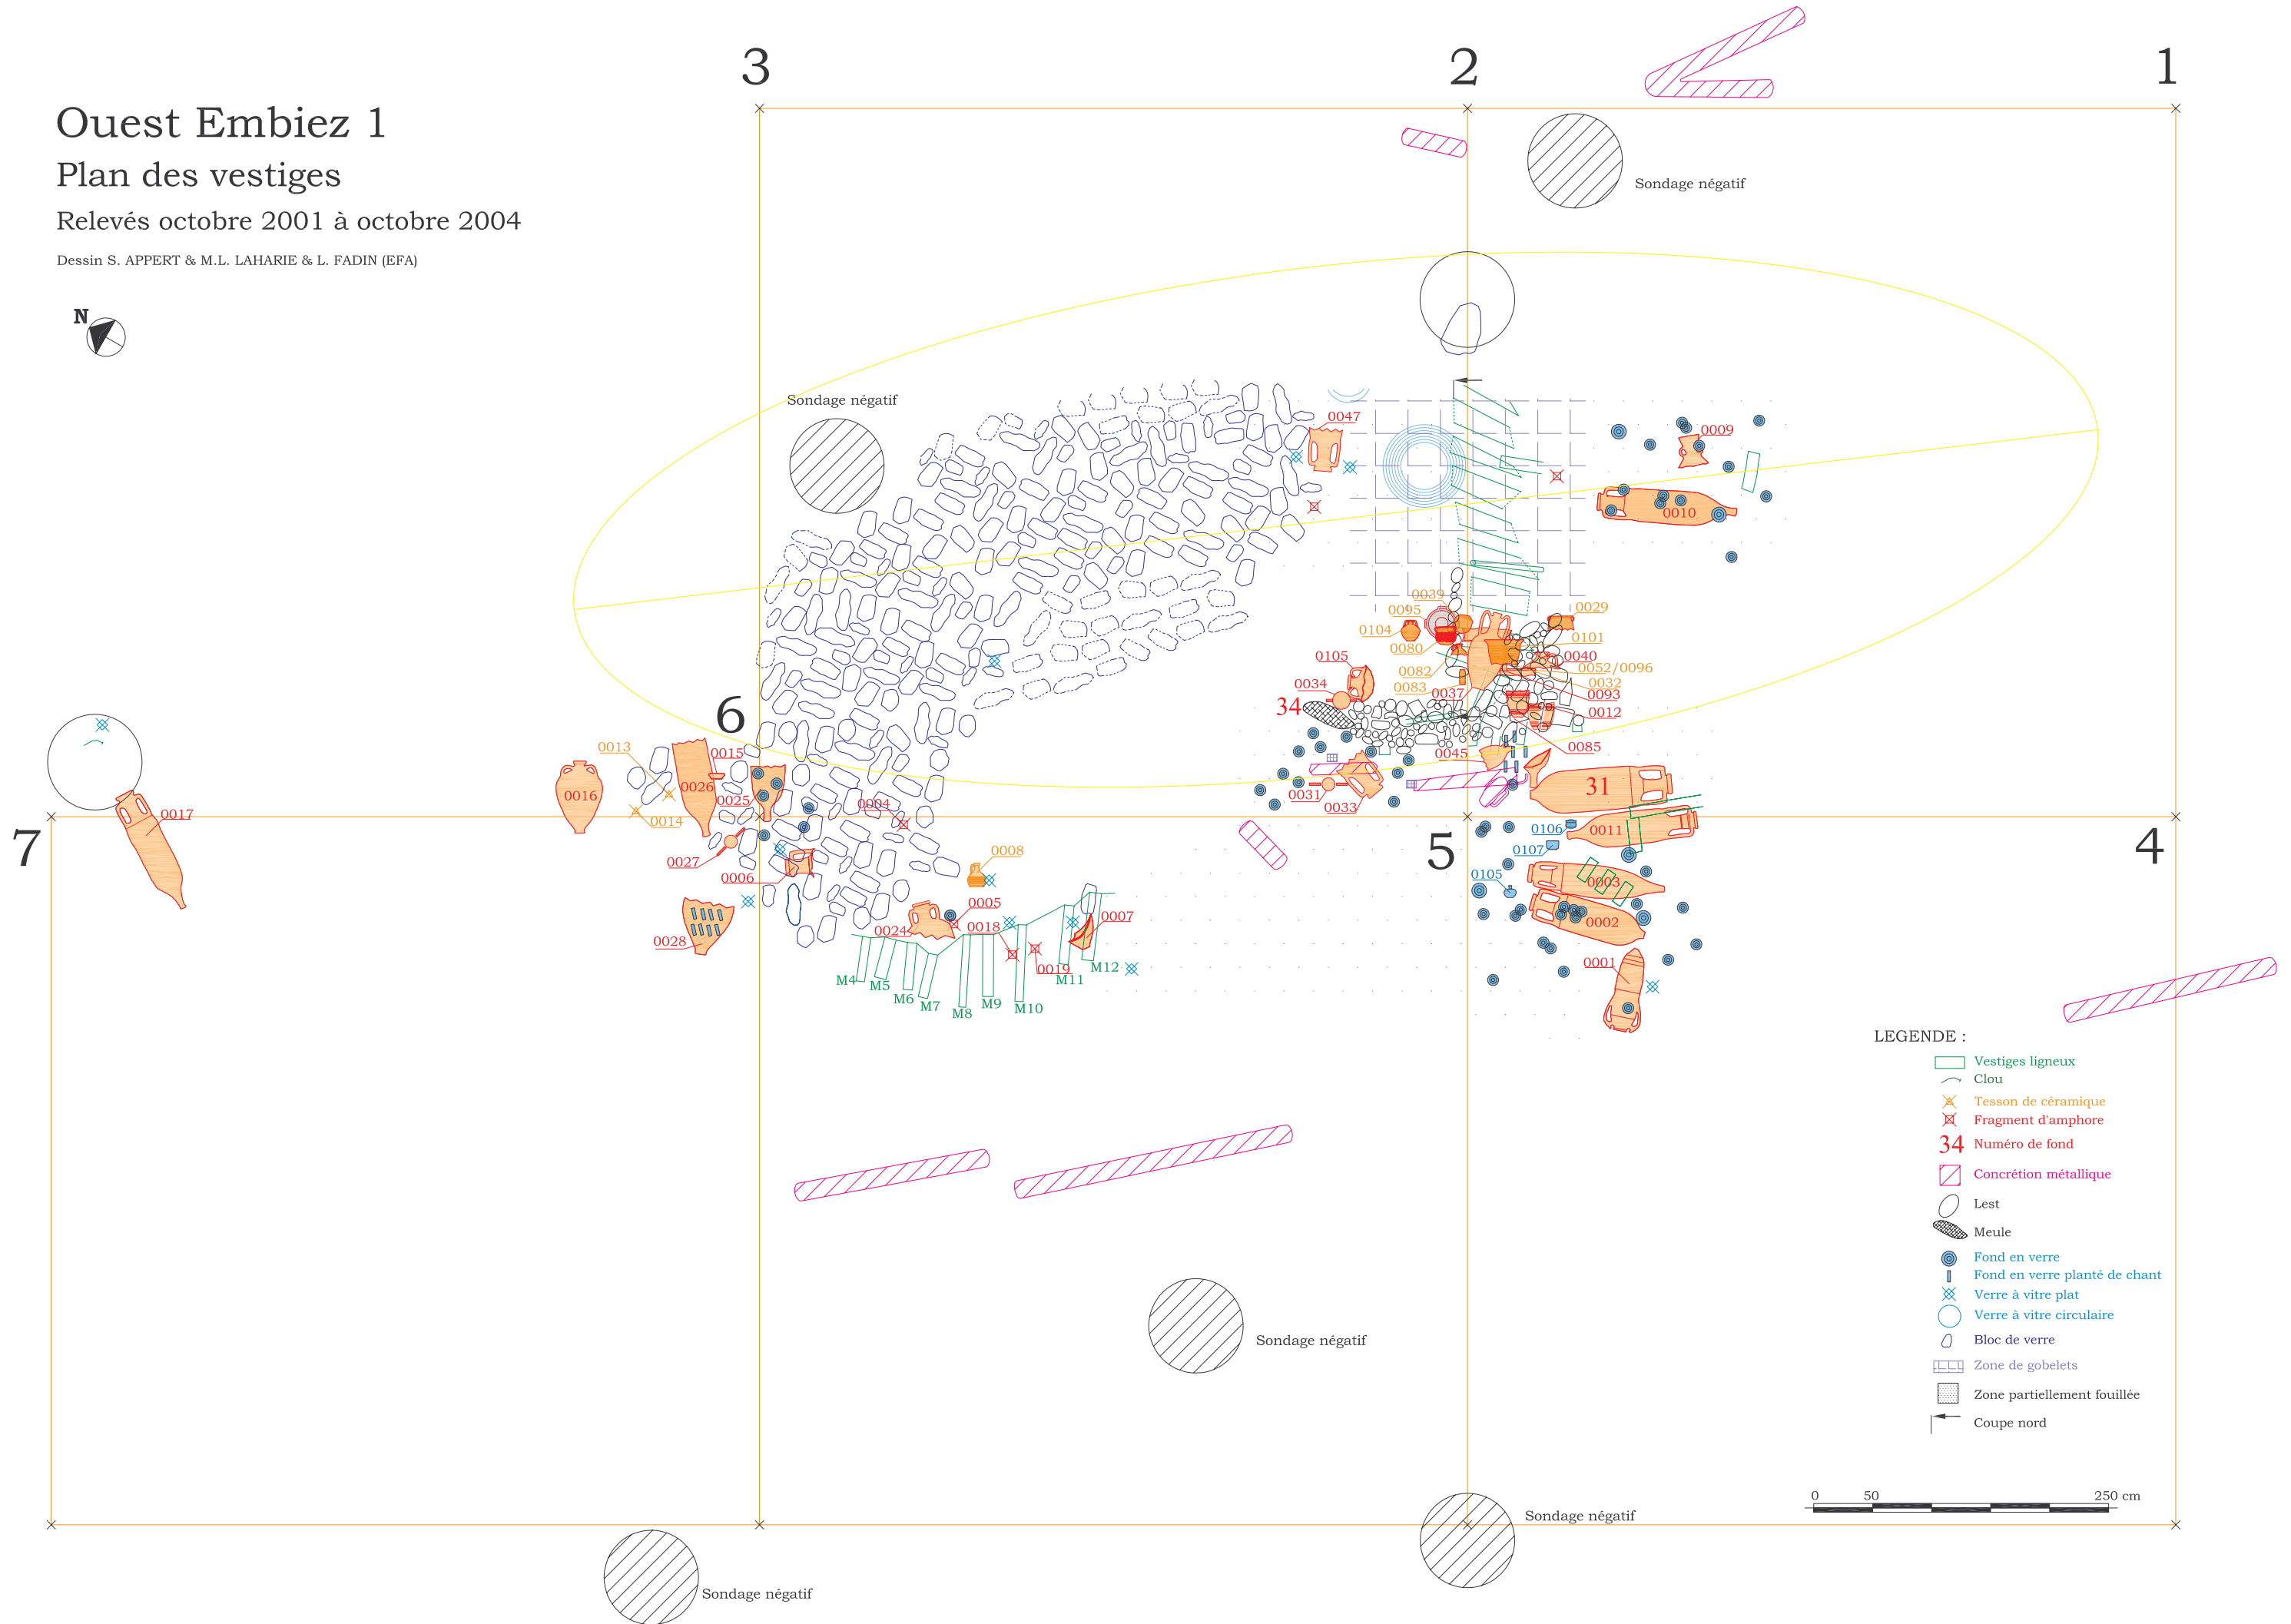 3
2
1
Ouest Embiez 1
Plan des vestiges
Relevés octobre 2001 à octobre 2004
Dessin S. APPERT & M.L. LAHARIE & L. FADIN (EFA)
N
Sondage négatif
Sondage négatif
0047
0009
0010
0039
0095
0029
0104
0101
0080
0105
0040
0082
0052/0096
0034
0083
0032
0037
0093
34
0012
6
0013
0015
0085
0045
0016
0026
31
0025
0031
0004
0033
0017
0014
7
0106
0011
5
4
0107
0008
0027
0006
0105
0003
0005
0007
0018
0002
0024
0028
0019
0001
M4
M5
M6
M7
M8
M9
M10
M11
M12
LEGENDE :
Vestiges ligneux
Clou
Tesson de céramique
Fragment d'amphore
34 Numéro de fond
Concrétion métallique
Lest
Meule
Fond en verre
Fond en verre planté de chant
Verre à vitre plat
Verre à vitre circulaire
Bloc de verre
Zone de gobelets
Zone partiellement fouillée
Coupe nord
Sondage négatif
0 50 250 cm
Sondage négatif
Sondage négatif